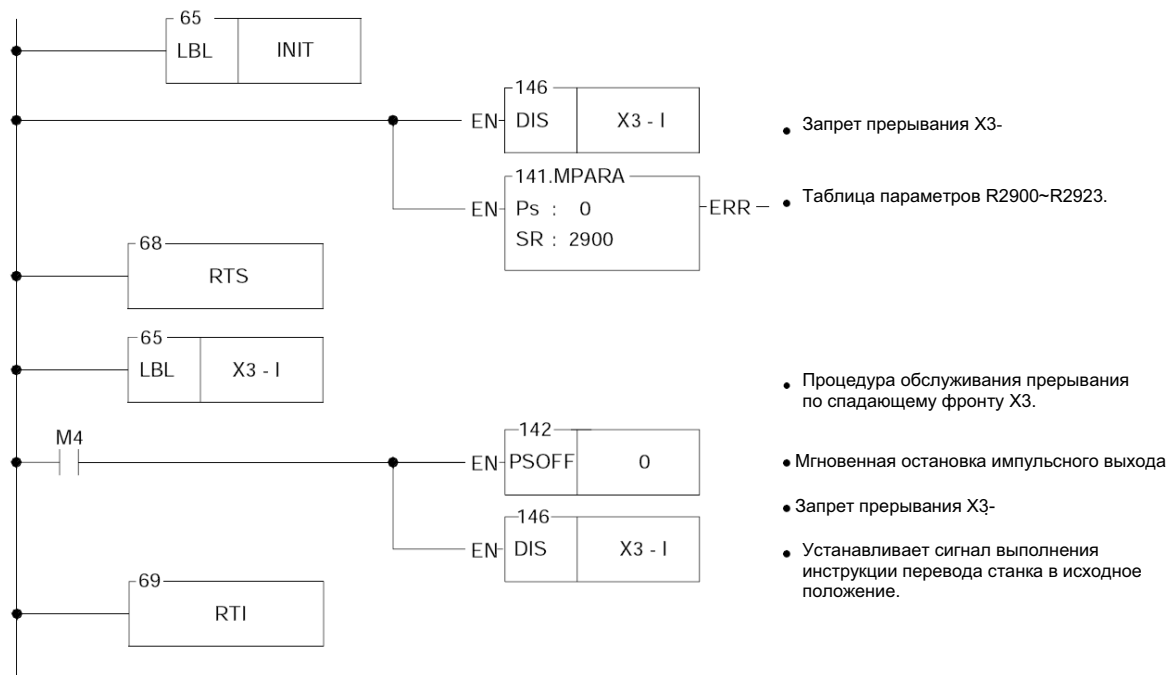 65
LBL INIT
146
EN DIS X3 - I
• Запрет прерывания X3-
141.MPARA
EN Ps : 0 ERR
SR : 2900
• Таблица параметров R2900~R2923.
68
RTS
65
LBL X3 - I
• Процедура обслуживания прерывания
по спадающему фронту X3.
M4
142
EN PSOFF 0
• Мгновенная остановка импульсного выхода
• Запрет прерывания X3-
146
EN DIS X3 - I
• Устанавливает сигнал выполнения
инструкции перевода станка в исходное
положение.
69
RTI